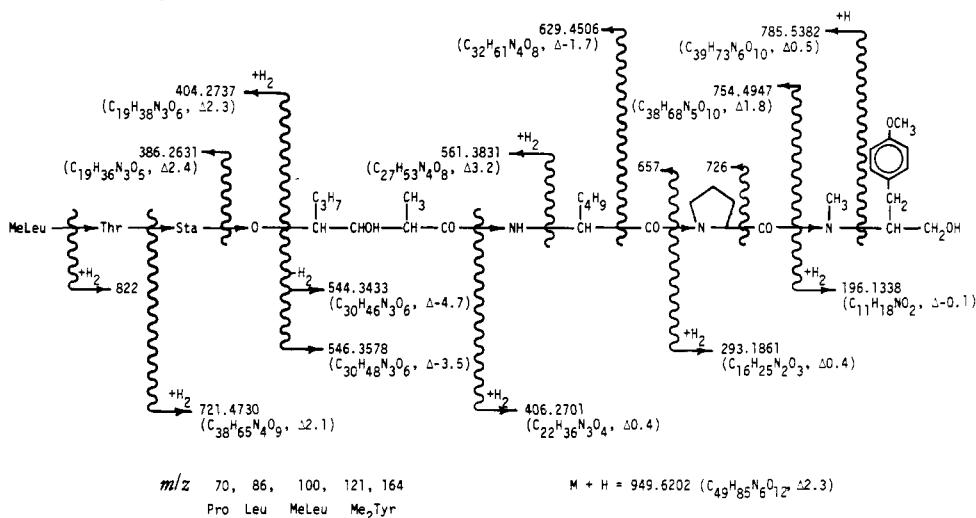 629.4506
(C32H61N4O8, Δ-1.7)
+H
785.5382
(C39H73N6O10, Δ0.5)
+H2
404.2737
(C19H38N3O6, Δ2.3)
754.4947
(C38H68N5O10, Δ1.8)
OCH3
386.2631
(C19H36N3O5, Δ2.4)
+H2
561.3831
(C27H53N4O8, Δ3.2)
657
726
C3H7
CH3
C4H9
CH3
CH2
MeLeu Thr Sta O CH CHOH CH CO NH CH CO N CO N CH CH2OH
+H2
822
-H2
544.3433
(C30H46N3O6, Δ-4.7)
+H2
196.1338
(C11H18NO2, Δ-0.1)
546.3578
(C30H48N3O6, Δ-3.5)
+H2
293.1861
(C16H25N2O3, Δ0.4)
+H2
721.4730
(C38H65N4O9, Δ2.1)
+H2
406.2701
(C22H36N3O4, Δ0.4)
m/z 70, 86, 100, 121, 164
M + H = 949.6202 (C49H85N6O12, Δ2.3)
Pro Leu MeLeu Me2Tyr